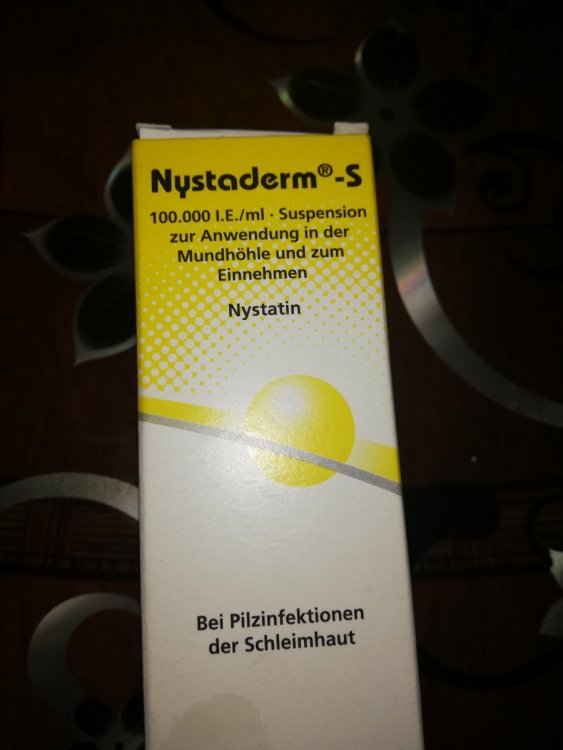 Nystaderm®-S
100.000 I.E./ml · Suspension
zur Anwendung in der
Mundhöhle und zum
Einnehmen
Nystatin
Bei Pilzinfektionen
der Schleimhaut